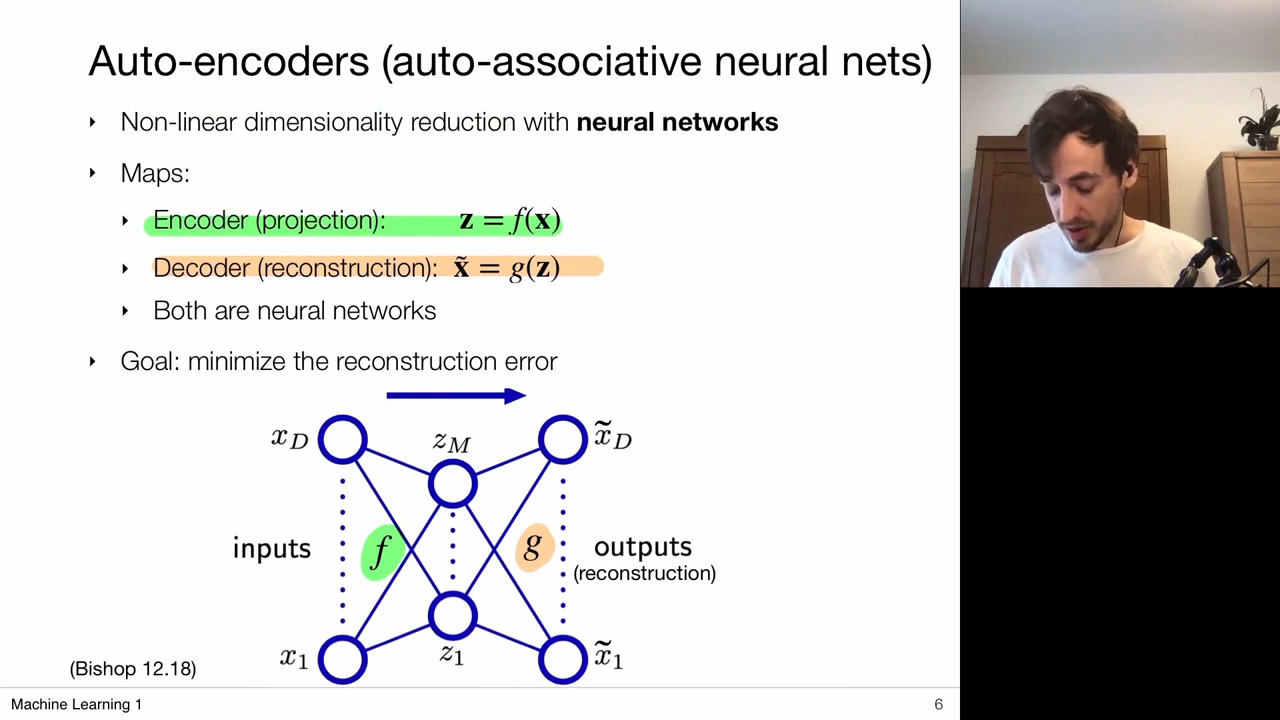 Auto-encoders (auto-associative neural nets)
‣ Non-linear dimensionality reduction with neural networks
‣ Maps:
‣ Encoder (projection): z = f(x)
‣ Decoder (reconstruction): x̃ = g(z)
‣ Both are neural networks
‣ Goal: minimize the reconstruction error
x_D z_M x̃_D
inputs f g outputs
(reconstruction)
x_1 z_1 x̃_1
(Bishop 12.18)
Machine Learning 1 6